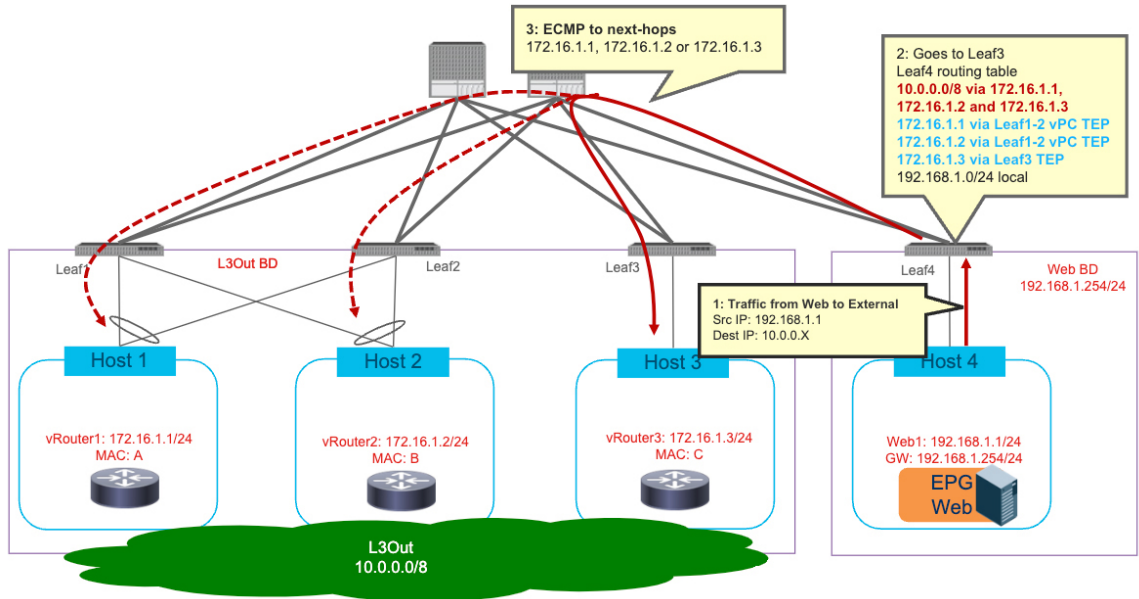 3: ECMP to next-hops
172.16.1.1, 172.16.1.2 or 172.16.1.3
2: Goes to Leaf3
Leaf4 routing table
10.0.0.0/8 via 172.16.1.1,
172.16.1.2 and 172.16.1.3
172.16.1.1 via Leaf1-2 vPC TEP
172.16.1.2 via Leaf1-2 vPC TEP
172.16.1.3 via Leaf3 TEP
192.168.1.0/24 local
Leaf1
L3Out BD
Leaf2
Leaf3
Leaf4
Web BD
192.168.1.254/24
1: Traffic from Web to External
Src IP: 192.168.1.1
Dest IP: 10.0.0.X
Host 1
Host 2
Host 3
Host 4
vRouter1: 172.16.1.1/24
MAC: A
vRouter2: 172.16.1.2/24
MAC: B
vRouter3: 172.16.1.3/24
MAC: C
Web1: 192.168.1.1/24
GW: 192.168.1.254/24
EPG
Web
L3Out
10.0.0.0/8